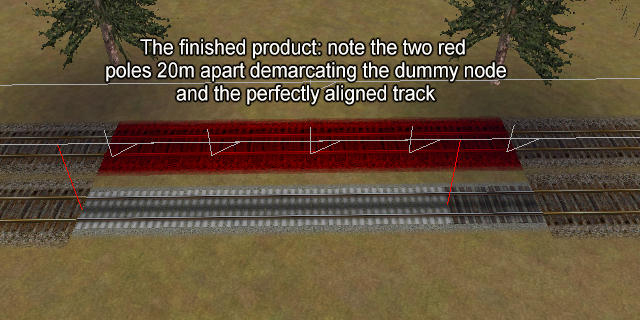 The finished product: note the two red
poles 20m apart demarcating the dummy node
and the perfectly aligned track